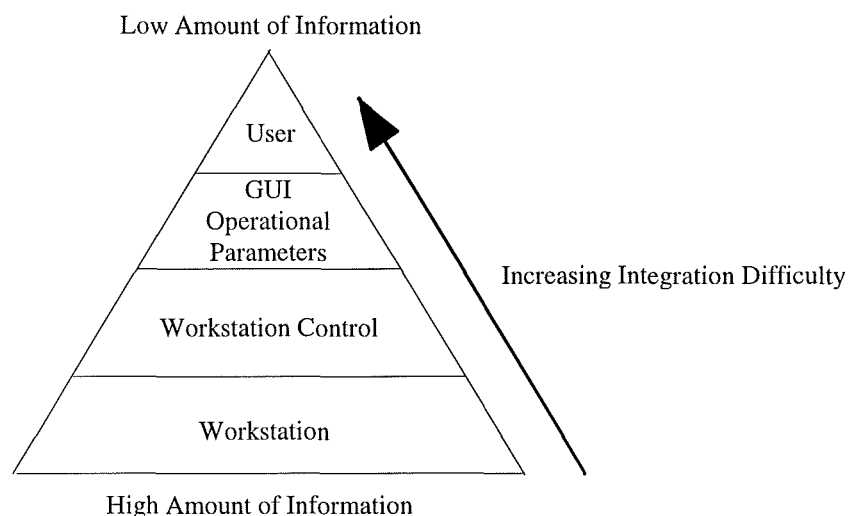 Low Amount of Information
User
GUI
Operational
Parameters
Increasing Integration Difficulty
Workstation Control
Workstation
High Amount of Information